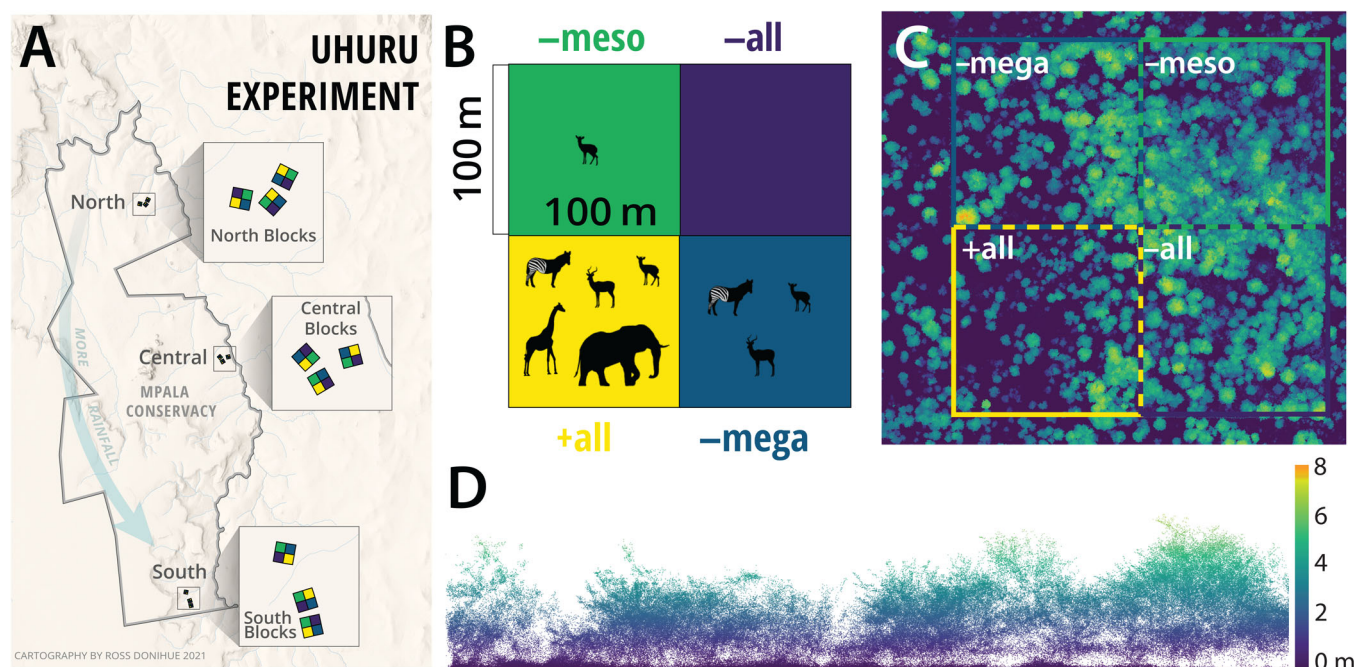 A
UHURU
EXPERIMENT
North
North Blocks
Central
Blocks
Central
MPALA
CONSERVACY
MORE
RAINFALL
South
South
Blocks
CARTOGRAPHY BY ROSS DONIHUE 2021
B
–meso
–all
100 m
100 m
+all
–mega
C
–mega
–meso
+all
–all
D
8
6
4
2
0 m